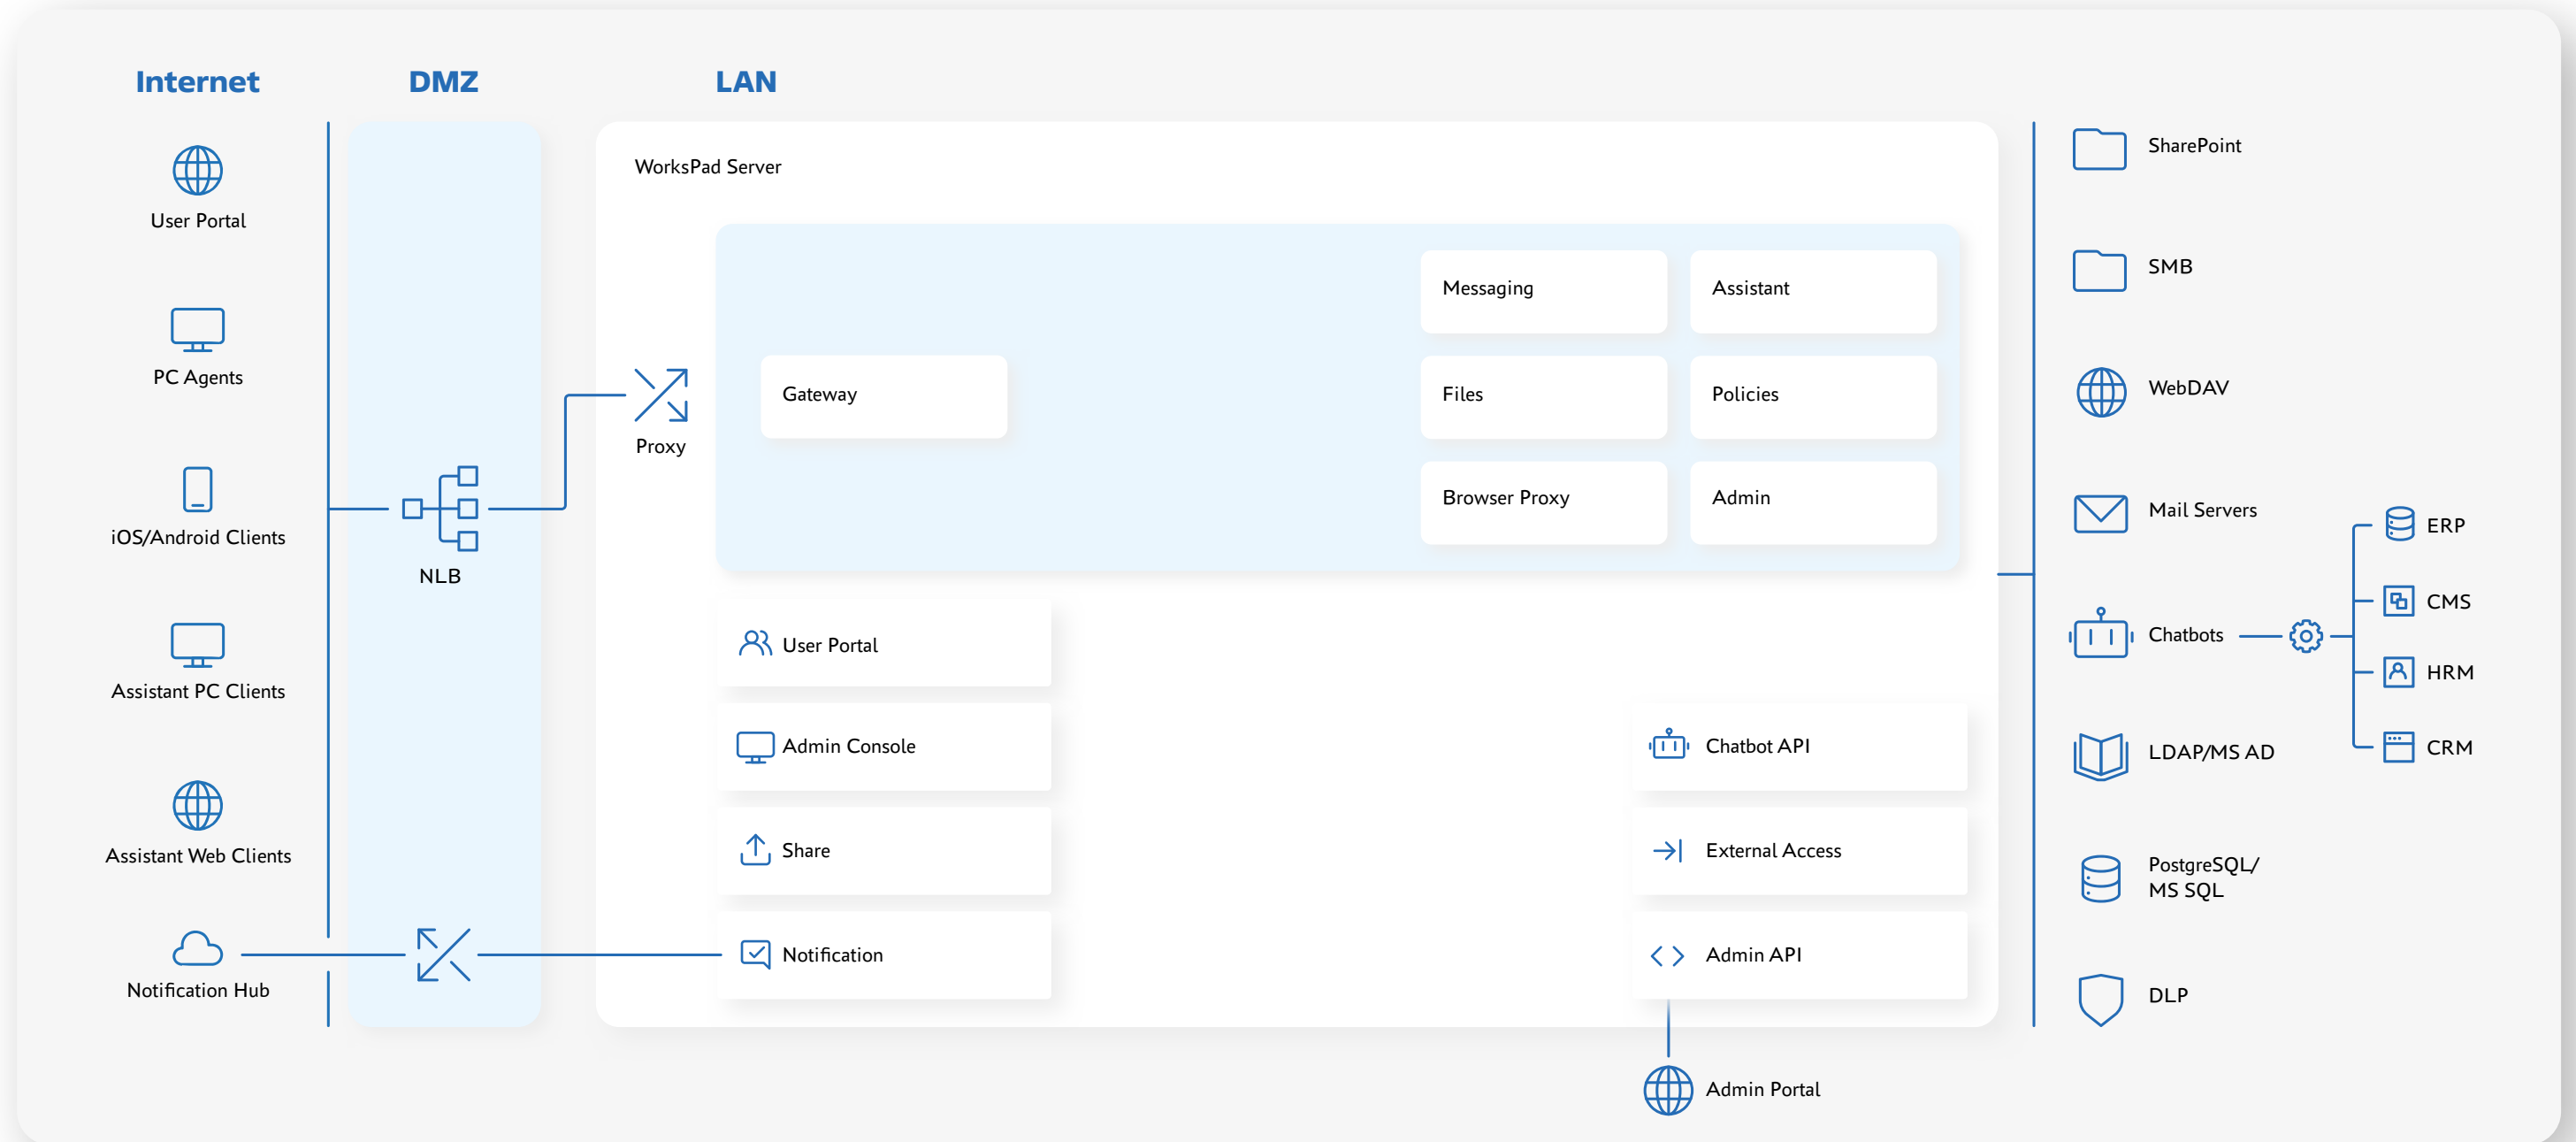 Internet
DMZ
LAN
User Portal
PC Agents
iOS/Android Clients
Assistant PC Clients
Assistant Web Clients
Notification Hub
NLB
WorksPad Server
Proxy
Gateway
Messaging
Assistant
Files
Policies
Browser Proxy
Admin
User Portal
Admin Console
Share
Notification
Chatbot API
External Access
Admin API
Admin Portal
SharePoint
SMB
WebDAV
Mail Servers
Chatbots
LDAP/MS AD
PostgreSQL/
MS SQL
DLP
ERP
CMS
HRM
CRM